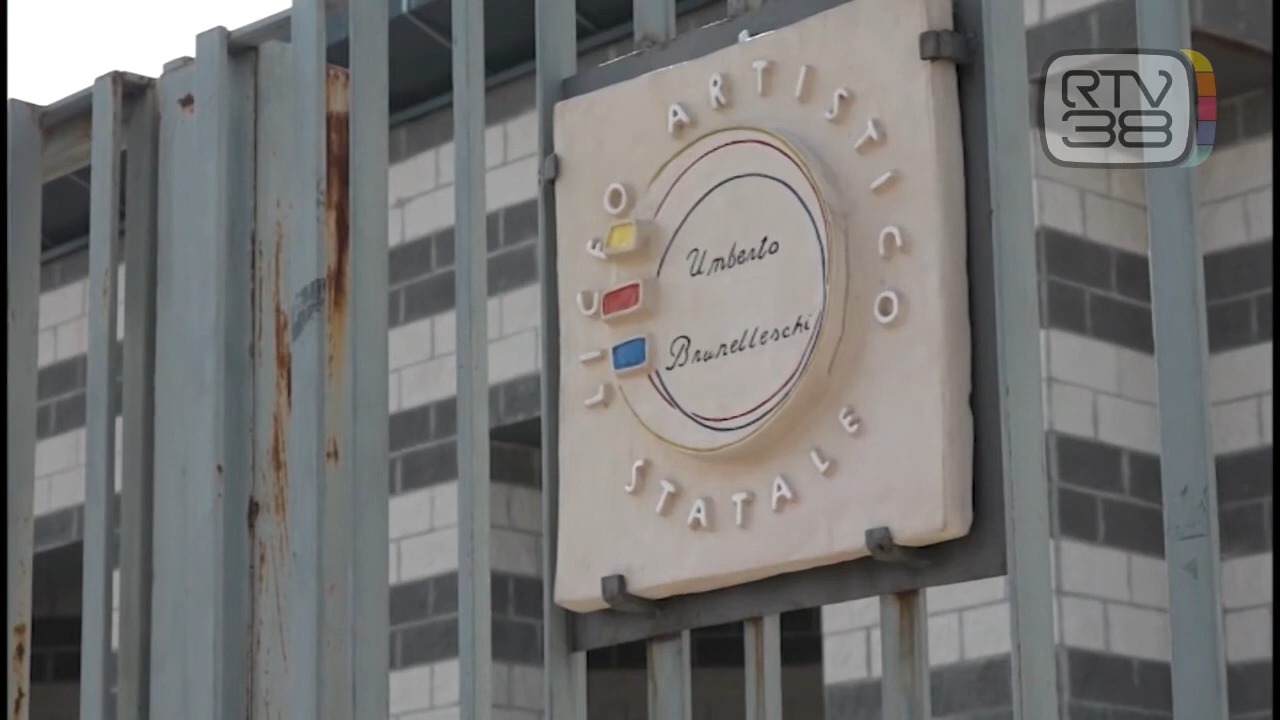 LICEO
ARTISTICO
STATALE
Umberto
Brunelleschi
RTV
38